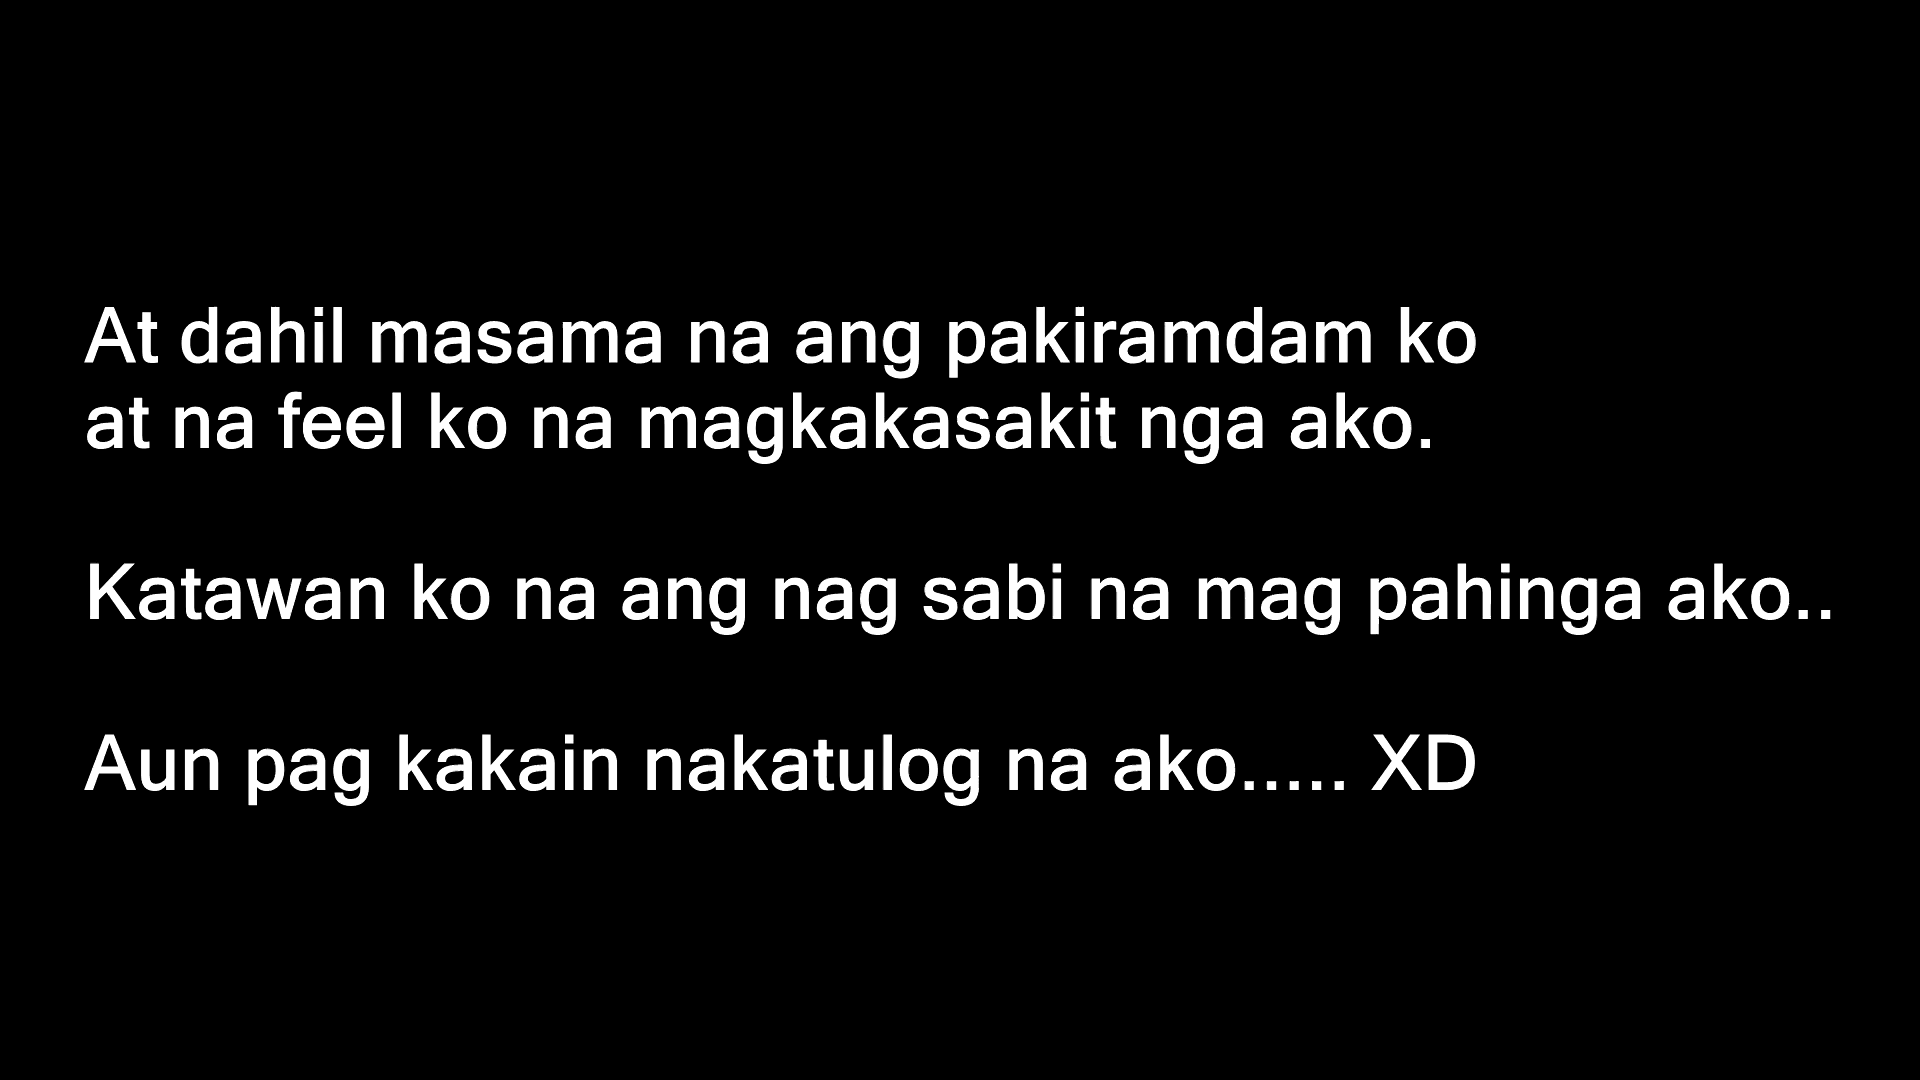 At dahil masama na ang pakiramdam ko
at na feel ko na magkakasakit nga ako.
Katawan ko na ang nag sabi na mag pahinga ako..
Aun pag kakain nakatulog na ako..... XD